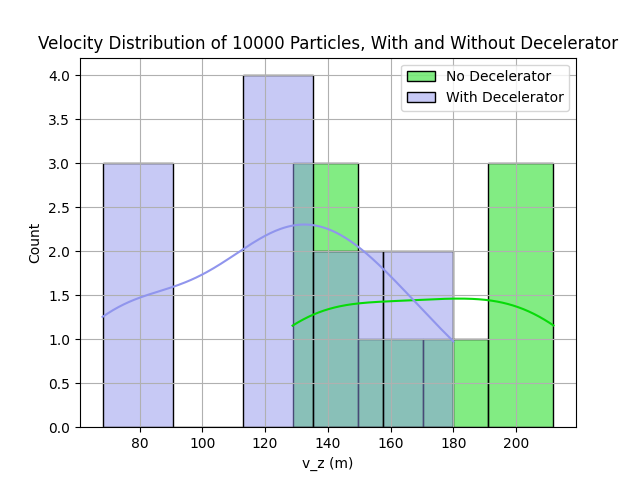 Velocity Distribution of 10000 Particles, With and Without Decelerator
No Decelerator
With Decelerator
4.0
3.5
3.0
2.5
2.0
1.5
1.0
0.5
0.0
Count
80 100 120 140 160 180 200
v_z (m)